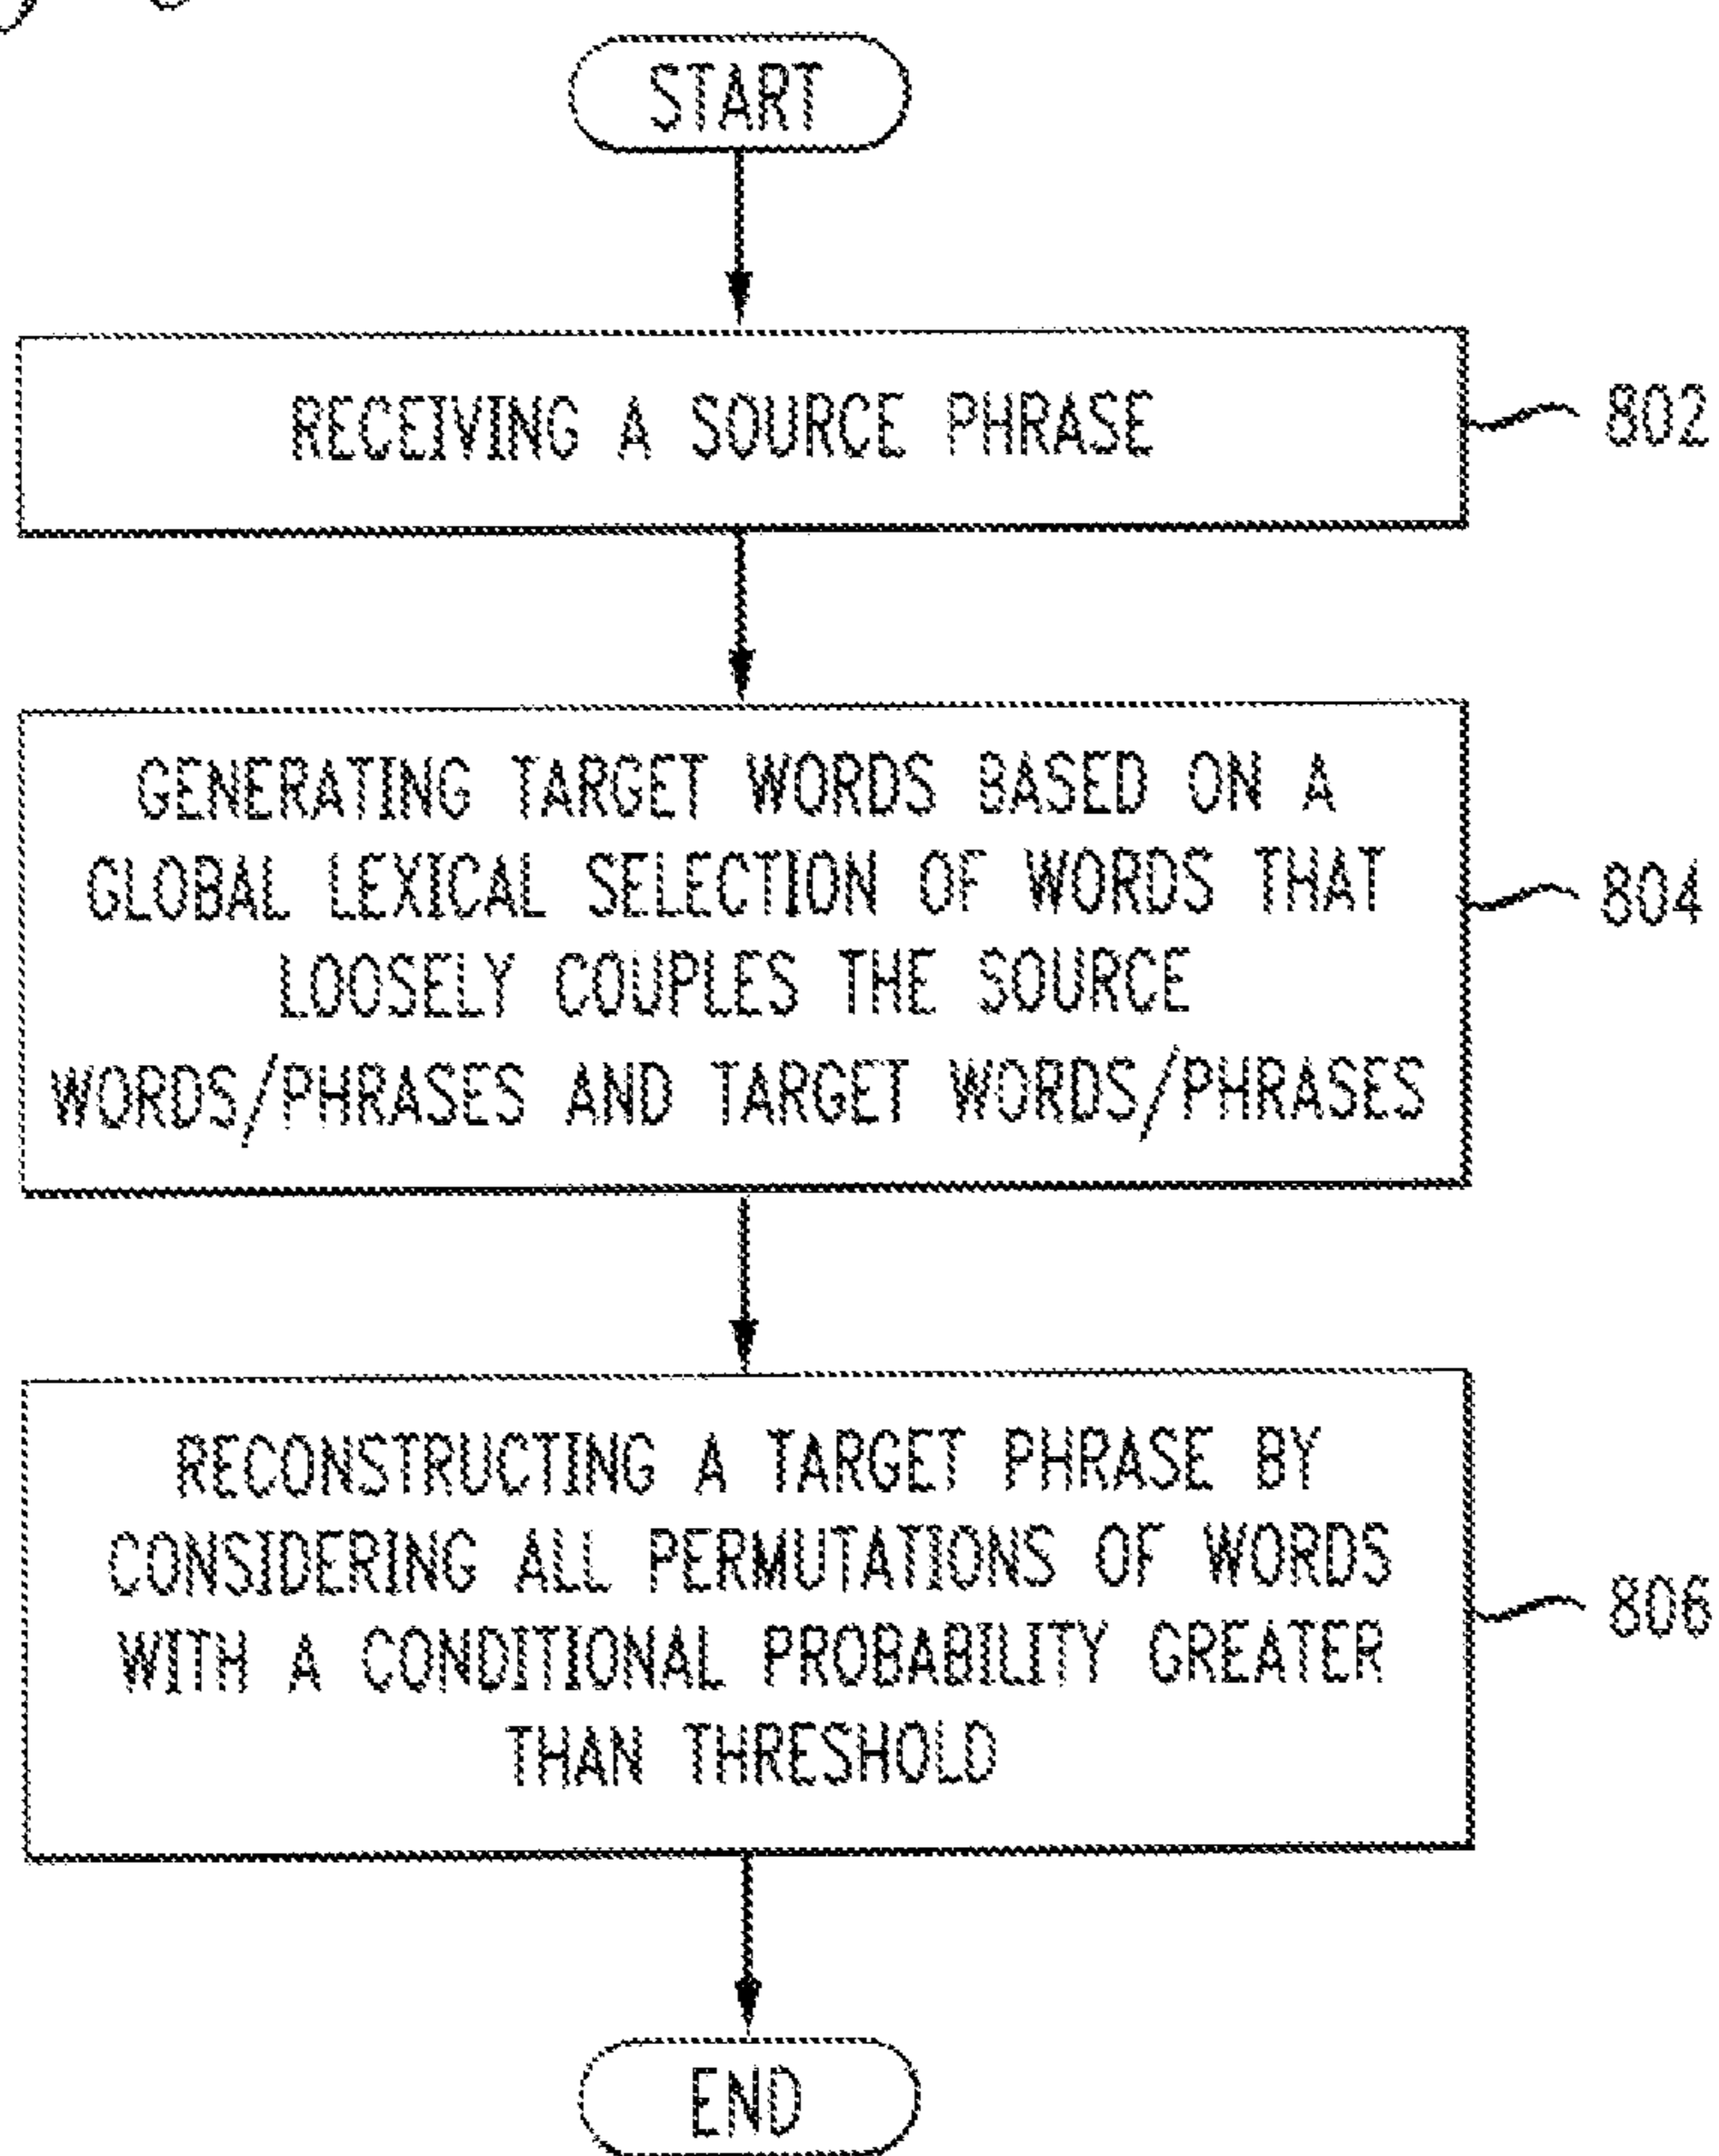 START
RECEIVING A SOURCE PHRASE
802
GENERATING TARGET WORDS BASED ON A
GLOBAL LEXICAL SELECTION OF WORDS THAT
LOOSELY COUPLES THE SOURCE
WORDS/PHRASES AND TARGET WORDS/PHRASES
804
RECONSTRUCTING A TARGET PHRASE BY
CONSIDERING ALL PERMUTATIONS OF WORDS
WITH A CONDITIONAL PROBABILITY GREATER
THAN THRESHOLD
806
END